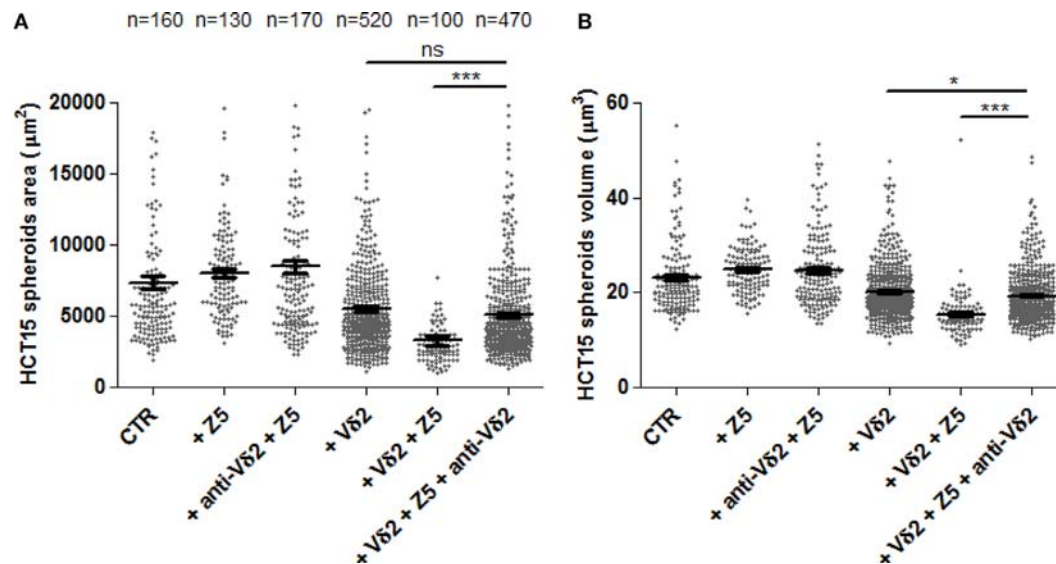 A
n=160 n=130 n=170 n=520 n=100 n=470
ns
***
HCT15 spheroids area (μm²)
20000
15000
10000
5000
0
CTR
+ Z5
+ anti-Vδ2 + Z5
+ Vδ2
+ Vδ2 + Z5
+ Vδ2 + Z5 + anti-Vδ2
B
*
***
HCT15 spheroids volume (μm³)
60
40
20
0
CTR
+ Z5
+ anti-Vδ2 + Z5
+ Vδ2
+ Vδ2 + Z5
+ Vδ2 + Z5 + anti-Vδ2